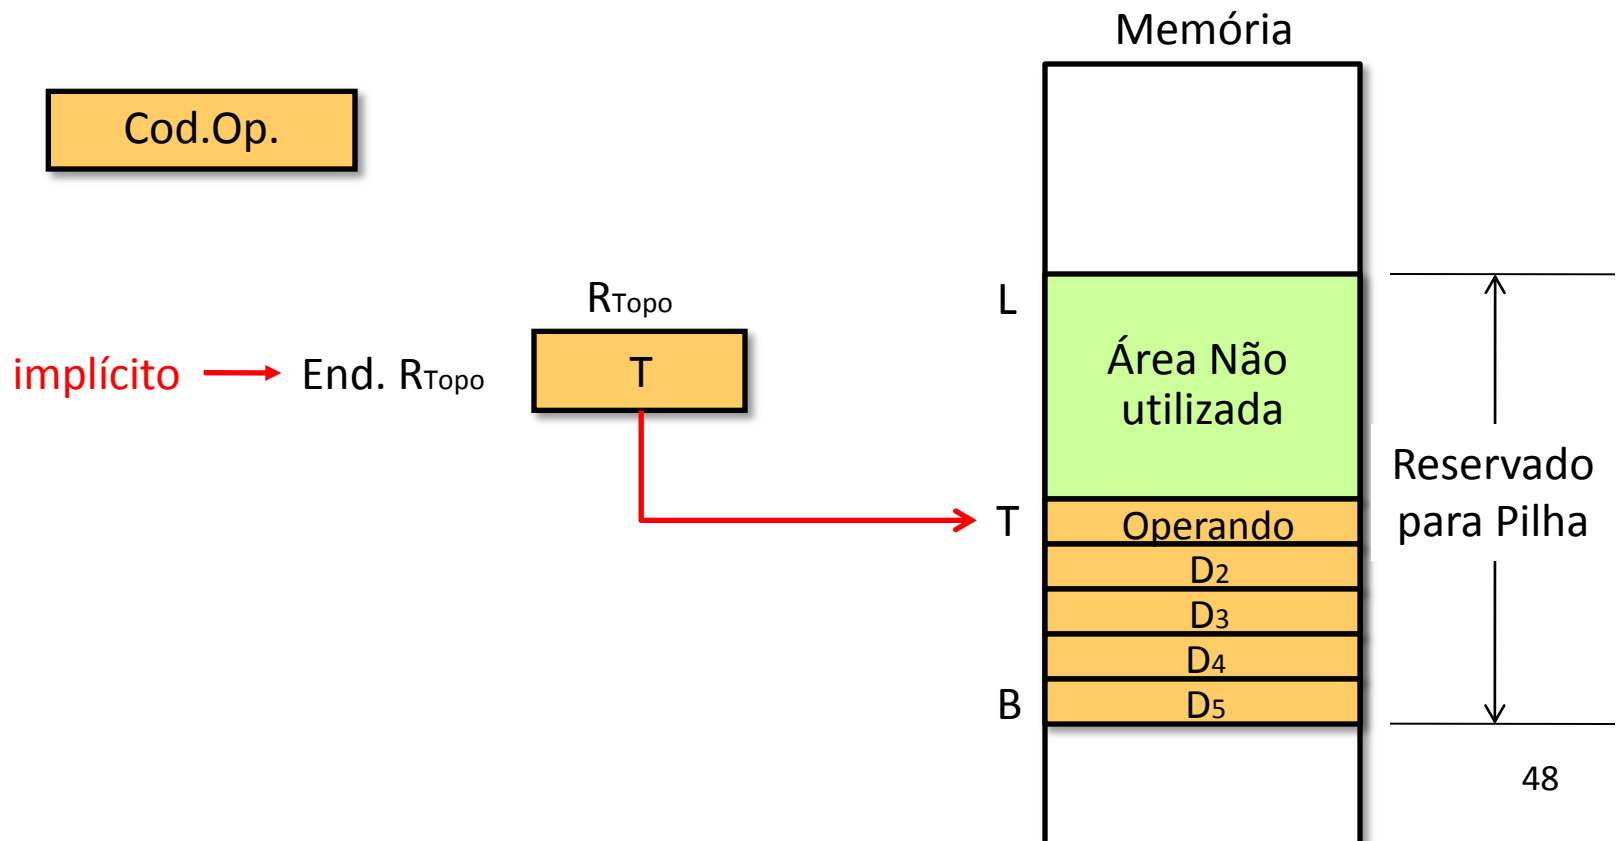 Memória
Cod.Op.
RTopo
L
implícito
End. RTopo
T
Área Não
utilizada
Reservado
para Pilha
T
Operando
D2
D3
D4
B
D5
48